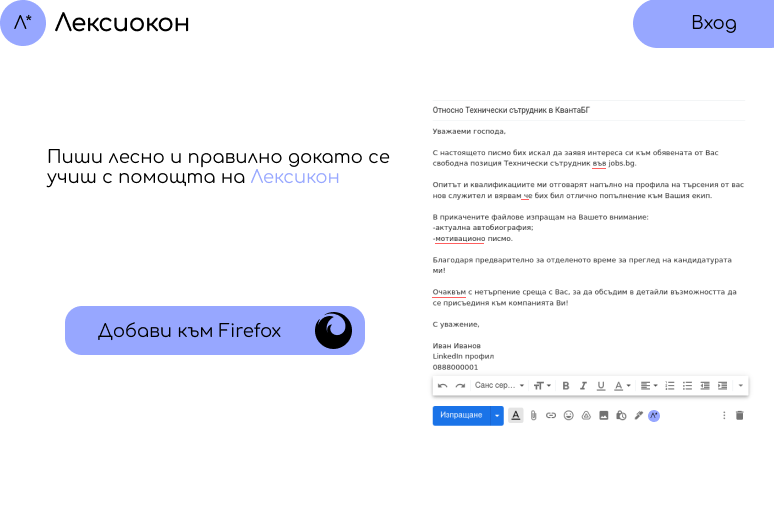 Л*
Лексиокон
Вход
Пиши лесно и правилно докато се
учиш с помощта на Лексикон
Добави към Firefox
Относно Технически сътрудник в КвантаБГ
Уважаеми господа,
С настоящето писмо бих искал да заявя интереса си към обявената от Вас
свободна позиция Технически сътрудник във jobs.bg.
Опитът и квалификациите ми отговарят напълно на профила на търсения от вас
нов служител и вярвам че бих бил отлично попълнение към Вашия екип.
В прикачените файлове изпращам на Вашето внимание:
-актуална автобиография;
-мотивационо писмо.
Благодаря предварително за отделеното време за преглед на кандидатурата
ми!
Очаквъм с нетърпение среща с Вас, за да обсъдим в детайли възможността да
се присъединя към компанията Ви!
С уважение,
Иван Иванов
LinkedIn профил
0888000001
Санс сер...
Изпращане
Л*